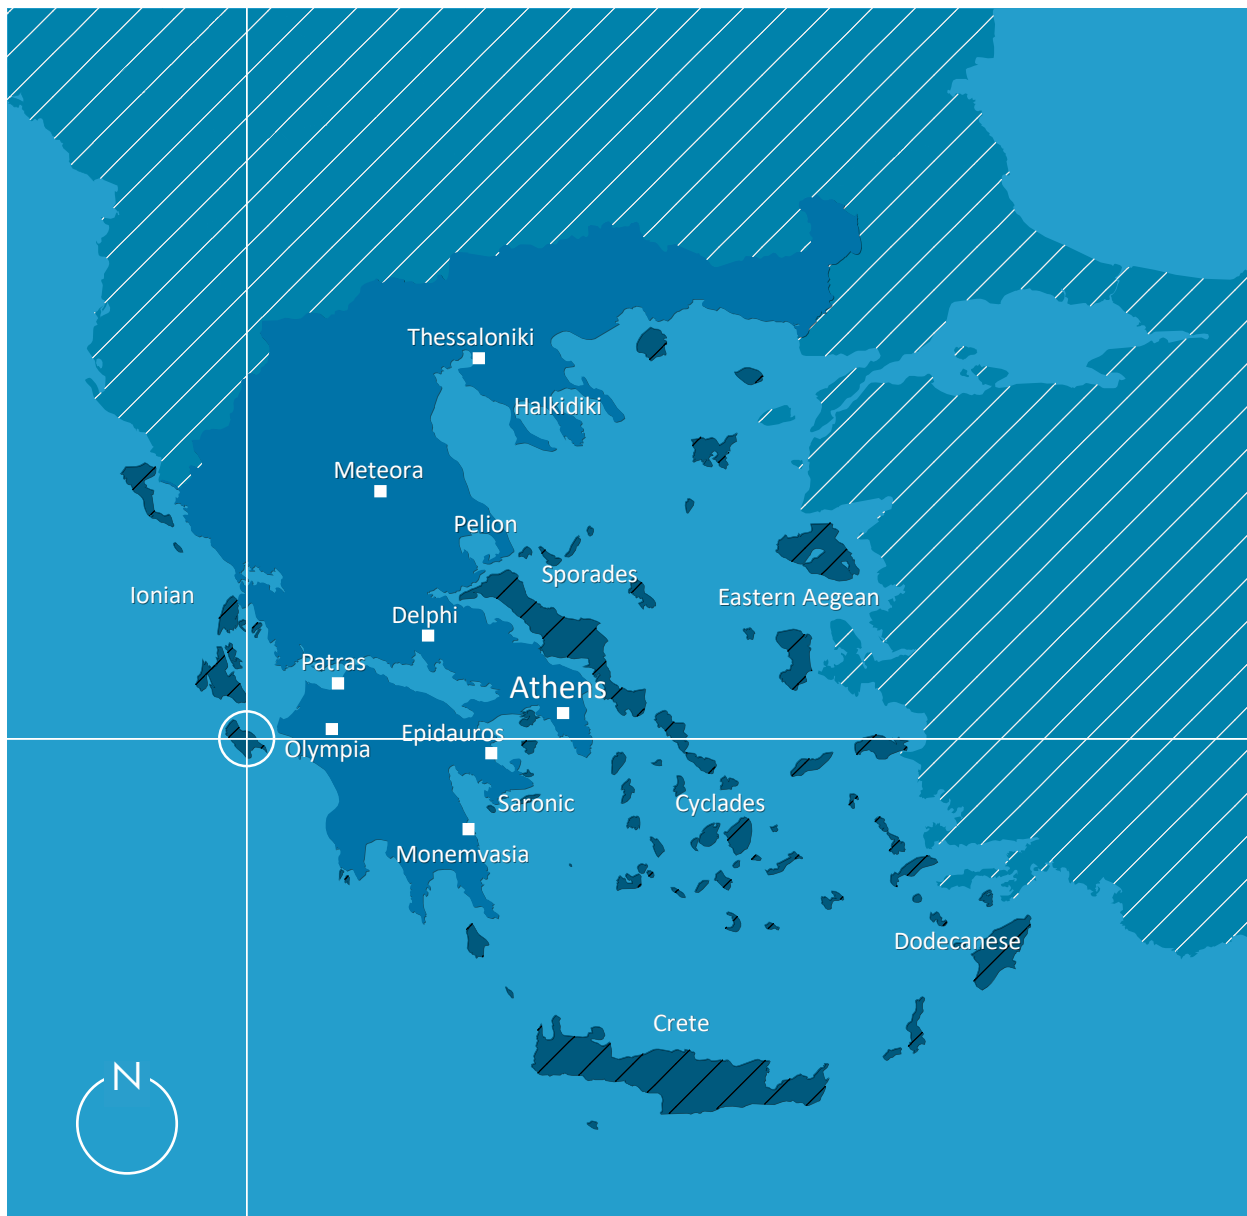 Thessaloniki
Halkidiki
Meteora
Pelion
Sporades
Ionian
Eastern Aegean
Delphi
Patras
Athens
Epidauros
Olympia
Saronic
Cyclades
Monemvasia
Dodecanese
Crete
N